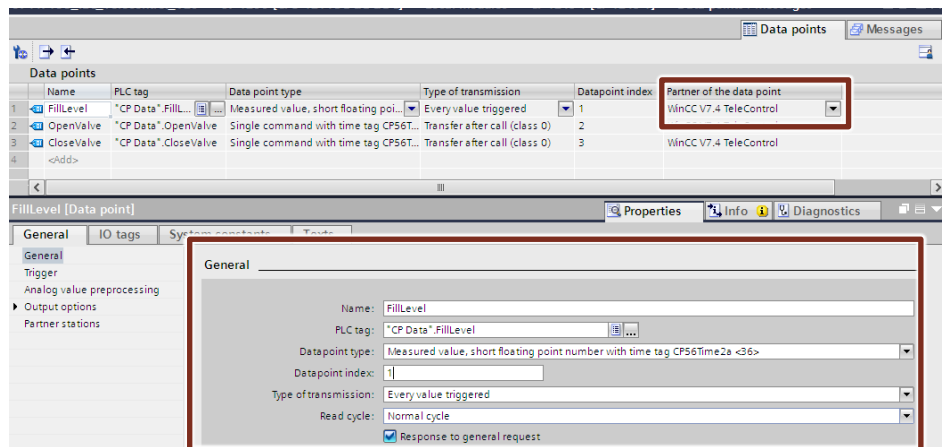 Data points Messages
Data points
Name PLC tag Data point type Type of transmission Datapoint index Partner of the data point
1 FillLevel "CP Data".FillL... ... Measured value, short floating poi... Every value triggered 1 WinCC V7.4 TeleControl
2 OpenValve "CP Data".OpenValve Single command with time tag CP56T... Transfer after call (class 0) 2
3 CloseValve "CP Data".CloseValve Single command with time tag CP56T... Transfer after call (class 0) 3 WinCC V7.4 TeleControl
4 <Add>
FillLevel [Data point] Properties Info Diagnostics
General IO tags
General
Trigger
Analog value preprocessing
Output options
Partner stations
General
Name: FillLevel
PLC tag: "CP Data".FillLevel ...
Datapoint type: Measured value, short floating point number with time tag CP56Time2a <36>
Datapoint index: 1
Type of transmission: Every value triggered
Read cycle: Normal cycle
Response to general request